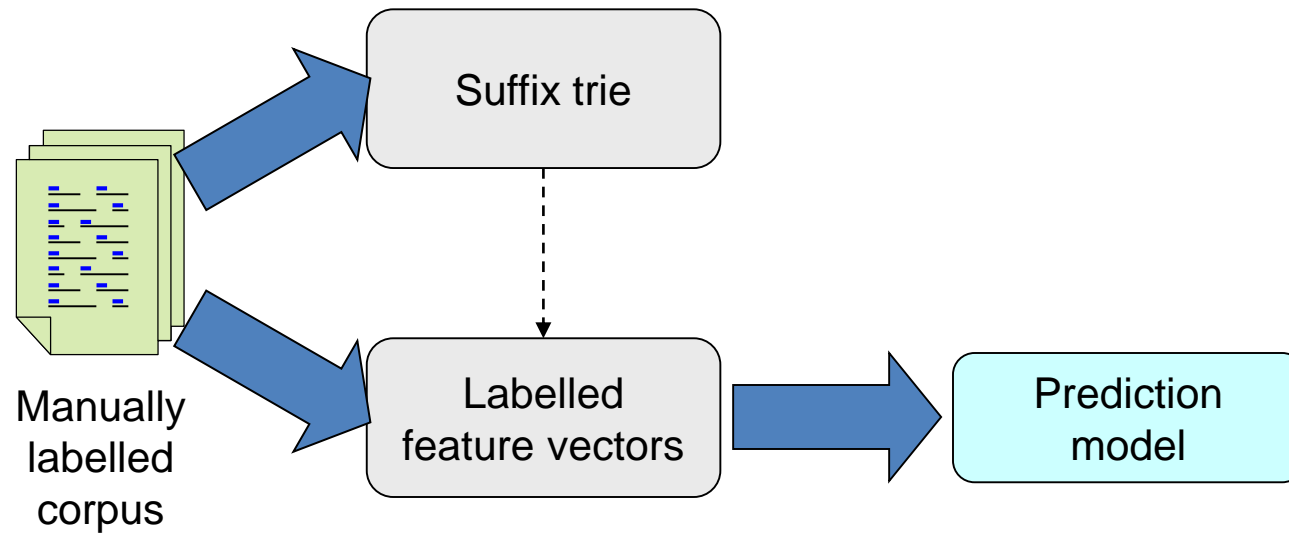 Suffix trie
Manually
labelled
corpus
Labelled
feature vectors
Prediction
model